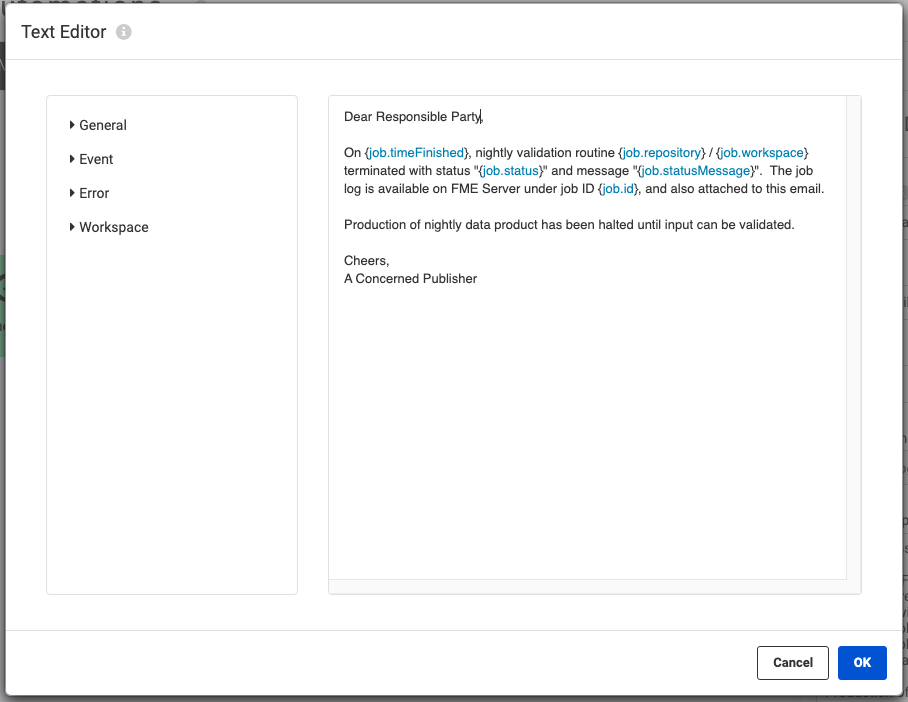 Text Editor
General
Event
Error
Workspace
Dear Responsible Party,
On {job.timeFinished}, nightly validation routine {job.repository} / {job.workspace}
terminated with status "{job.status}" and message "{job.statusMessage}".  The job
log is available on FME Server under job ID {job.id}, and also attached to this email.
Production of nightly data product has been halted until input can be validated.
Cheers,
A Concerned Publisher
Cancel
OK